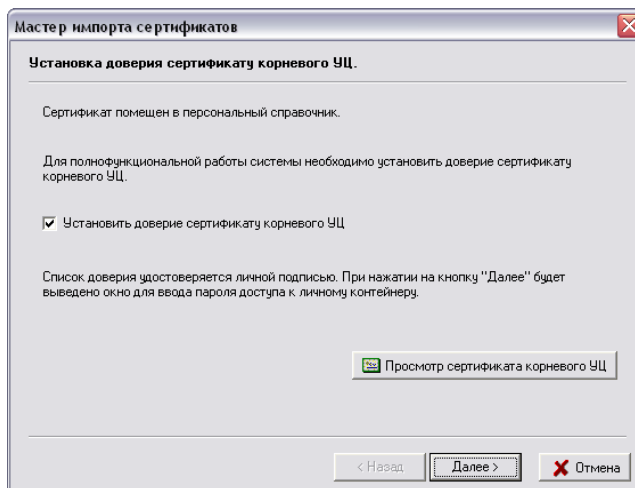 Мастер импорта сертификатов
Установка доверия сертификату корневого УЦ.
Сертификат помещен в персональный справочник.
Для полнофункциональной работы системы необходимо установить доверие сертификату
корневого УЦ.
Установить доверие сертификату корневого УЦ
Список доверия удостоверяется личной подписью. При нажатии на кнопку "Далее" будет
выведено окно для ввода пароля доступа к личному контейнеру.
Просмотр сертификата корневого УЦ
< Назад
Далее >
Отмена